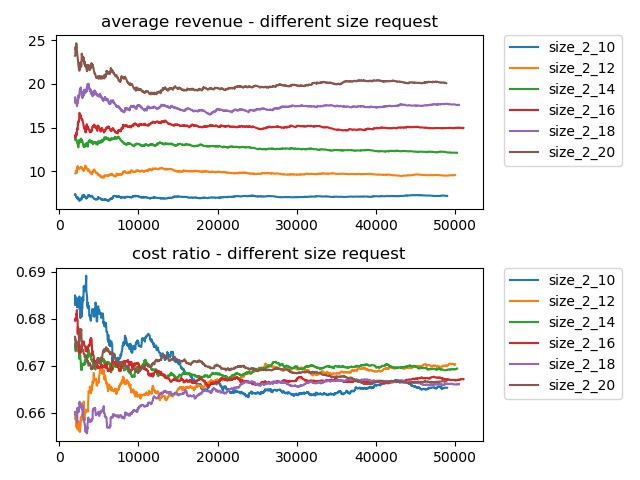 average revenue - different size request
25
20
15
10
0 10000 20000 30000 40000 50000
size_2_10
size_2_12
size_2_14
size_2_16
size_2_18
size_2_20
cost ratio - different size request
0.69
0.68
0.67
0.66
0 10000 20000 30000 40000 50000
size_2_10
size_2_12
size_2_14
size_2_16
size_2_18
size_2_20